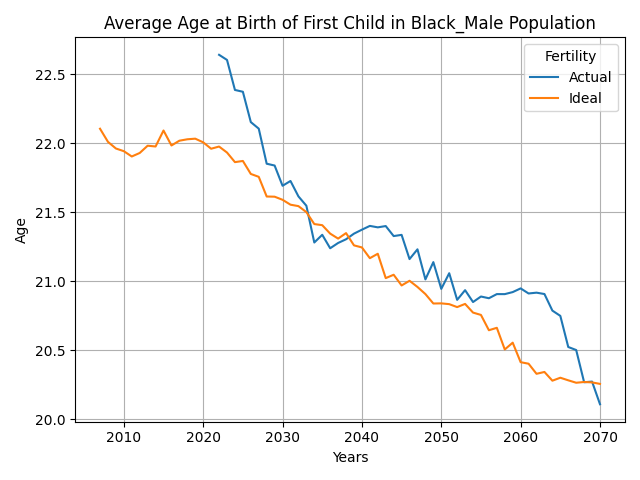 Average Age at Birth of First Child in Black_Male Population
Fertility
Actual
Ideal
22.5
22.0
21.5
21.0
20.5
20.0
Age
2010 2020 2030 2040 2050 2060 2070
Years